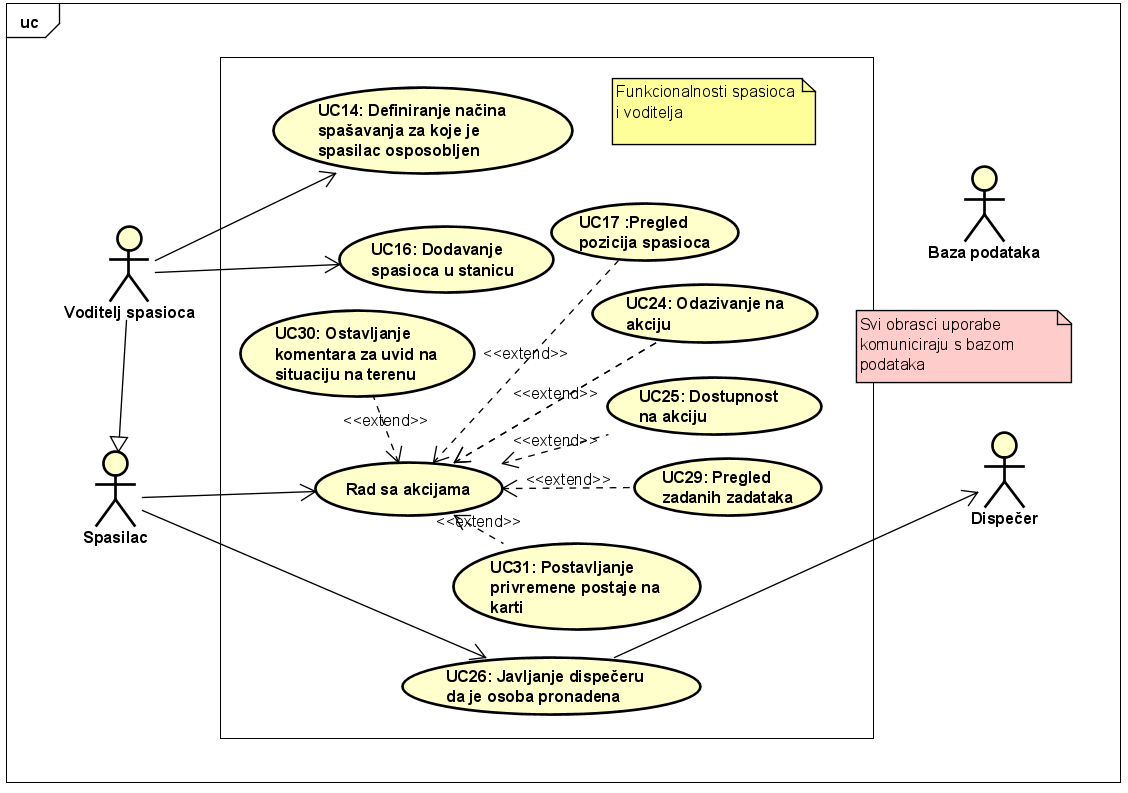 uc
Funkcionalnosti spasioca
i voditelja
UC14: Definiranje načina
spašavanja za koje je
spasilac osposobljen
UC17 :Pregled
pozicija spasioca
UC16: Dodavanje
spasioca u stanicu
Baza podataka
Voditelj spasioca
UC24: Odazivanje na
akciju
Svi obrasci uporabe
komuniciraju s bazom
podataka
UC30: Ostavljanje
komentara za uvid na
situaciju na terenu
<<extend>>
<<extend>>
UC25: Dostupnost
na akciju
<<extend>>
<<extend>>
UC29: Pregled
zadanih zadataka
<<extend>>
Rad sa akcijama
Dispečer
<<extend>>
Spasilac
UC31: Postavljanje
privremene postaje na
karti
UC26: Javljanje dispečeru
da je osoba pronadena